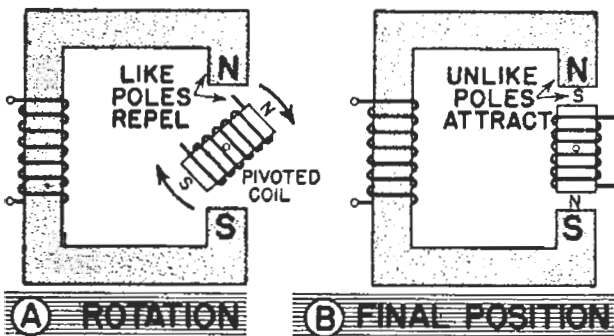 LIKE
POLES
REPEL
N
N
S
PIVOTED
COIL
S
A ROTATION
UNLIKE
POLES
ATTRACT
N
S
N
S
B FINAL POSITION